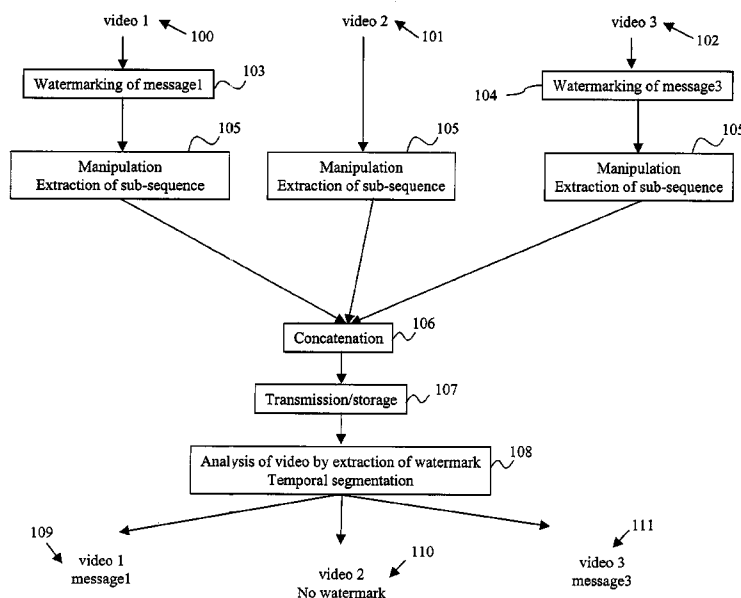 video 1
100
video 2
101
video 3
102
Watermarking of message1
103
104
Watermarking of message3
105
Manipulation
Extraction of sub-sequence
105
Manipulation
Extraction of sub-sequence
105
Manipulation
Extraction of sub-sequence
Concatenation
106
Transmission/storage
107
Analysis of video by extraction of watermark
Temporal segmentation
108
109
video 1
message1
110
video 2
No watermark
111
video 3
message3